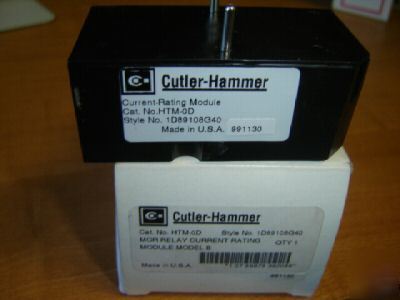 Cutler-Hammer
Current-Rating Module
Cat. No.HTM-0D
Style No. 1D89108G40
Made in U.S.A. 991130
Cutler-Hammer
Cat. No. HTM-0D Style No. 1D89108G40
MOR RELAY CURRENT RATING QTY 1
MODULE MODEL B
Made in U.S.A.
991130